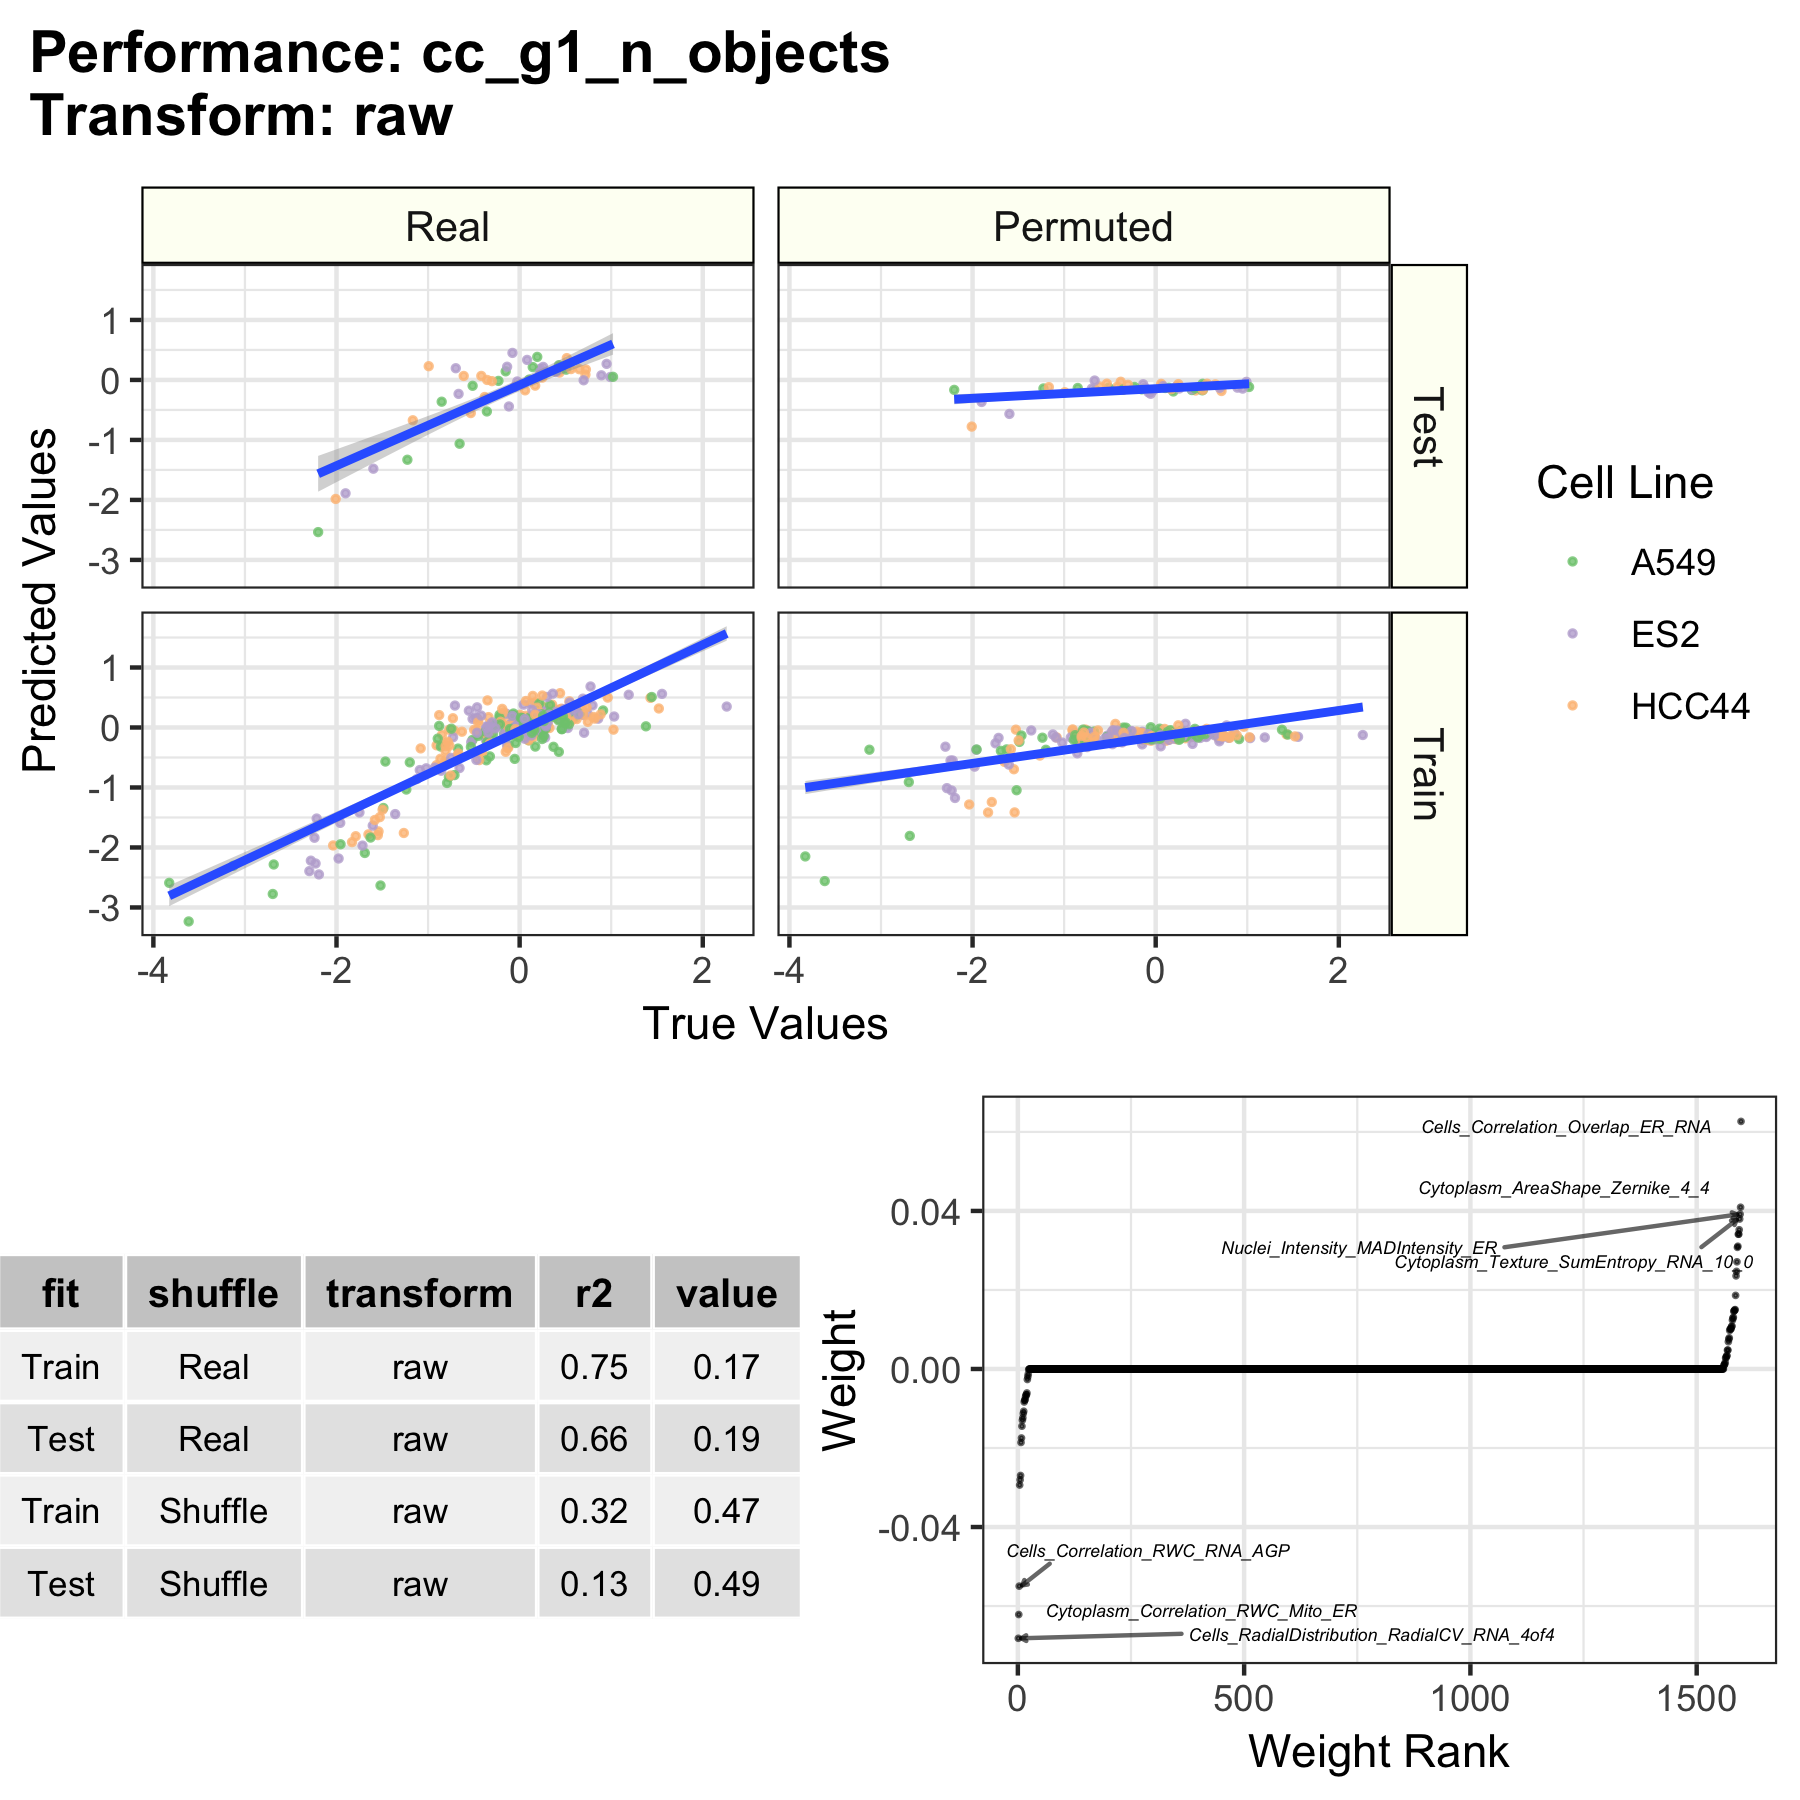 Performance: cc_g1_n_objects
Transform: raw
Real
Permuted
1
0
-1
-2
-3
Test
1
0
-1
-2
-3
Train
-4
-2
0
2
-4
-2
0
2
Predicted Values
True Values
Cell Line
A549
ES2
HCC44
fit shuffle transform r2 value
Train Real raw 0.75 0.17
Test Real raw 0.66 0.19
Train Shuffle raw 0.32 0.47
Test Shuffle raw 0.13 0.49
Weight
0.04
0.00
-0.04
Cells_Correlation_Overlap_ER_RNA
Cytoplasm_AreaShape_Zernike_4_4
Nuclei_Intensity_MADIntensity_ER
Cytoplasm_Texture_SumEntropy_RNA_10_0
Cells_Correlation_RWC_RNA_AGP
Cytoplasm_Correlation_RWC_Mito_ER
Cells_RadialDistribution_RadialCV_RNA_4of4
0
500
1000
1500
Weight Rank